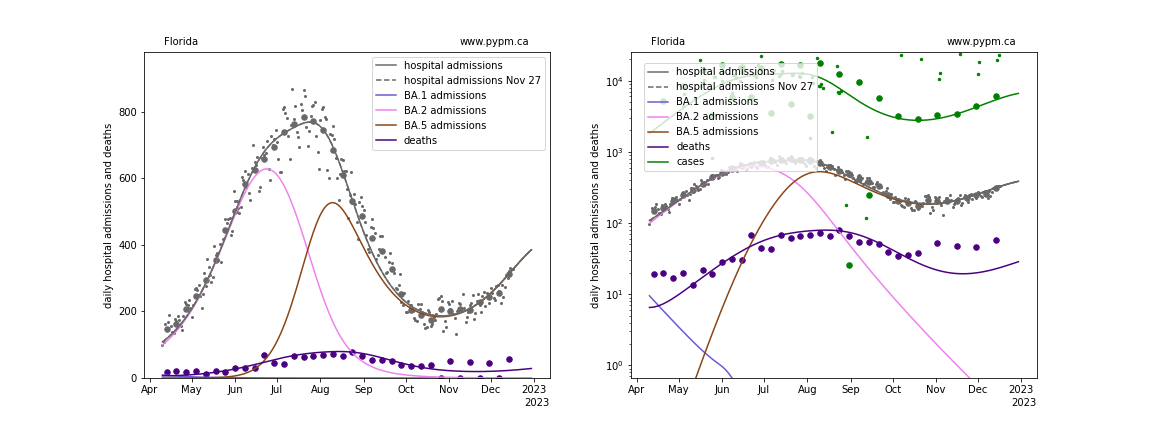 Florida
www.pypm.ca
hospital admissions
hospital admissions Nov 27
BA.1 admissions
BA.2 admissions
BA.5 admissions
deaths
daily hospital admissions and deaths
800
600
400
200
0
Apr May Jun Jul Aug Sep Oct Nov Dec 2023
2023
Florida
www.pypm.ca
hospital admissions
hospital admissions Nov 27
BA.1 admissions
BA.2 admissions
BA.5 admissions
deaths
cases
daily hospital admissions and deaths
10⁴
10³
10²
10¹
10⁰
Apr May Jun Jul Aug Sep Oct Nov Dec 2023
2023